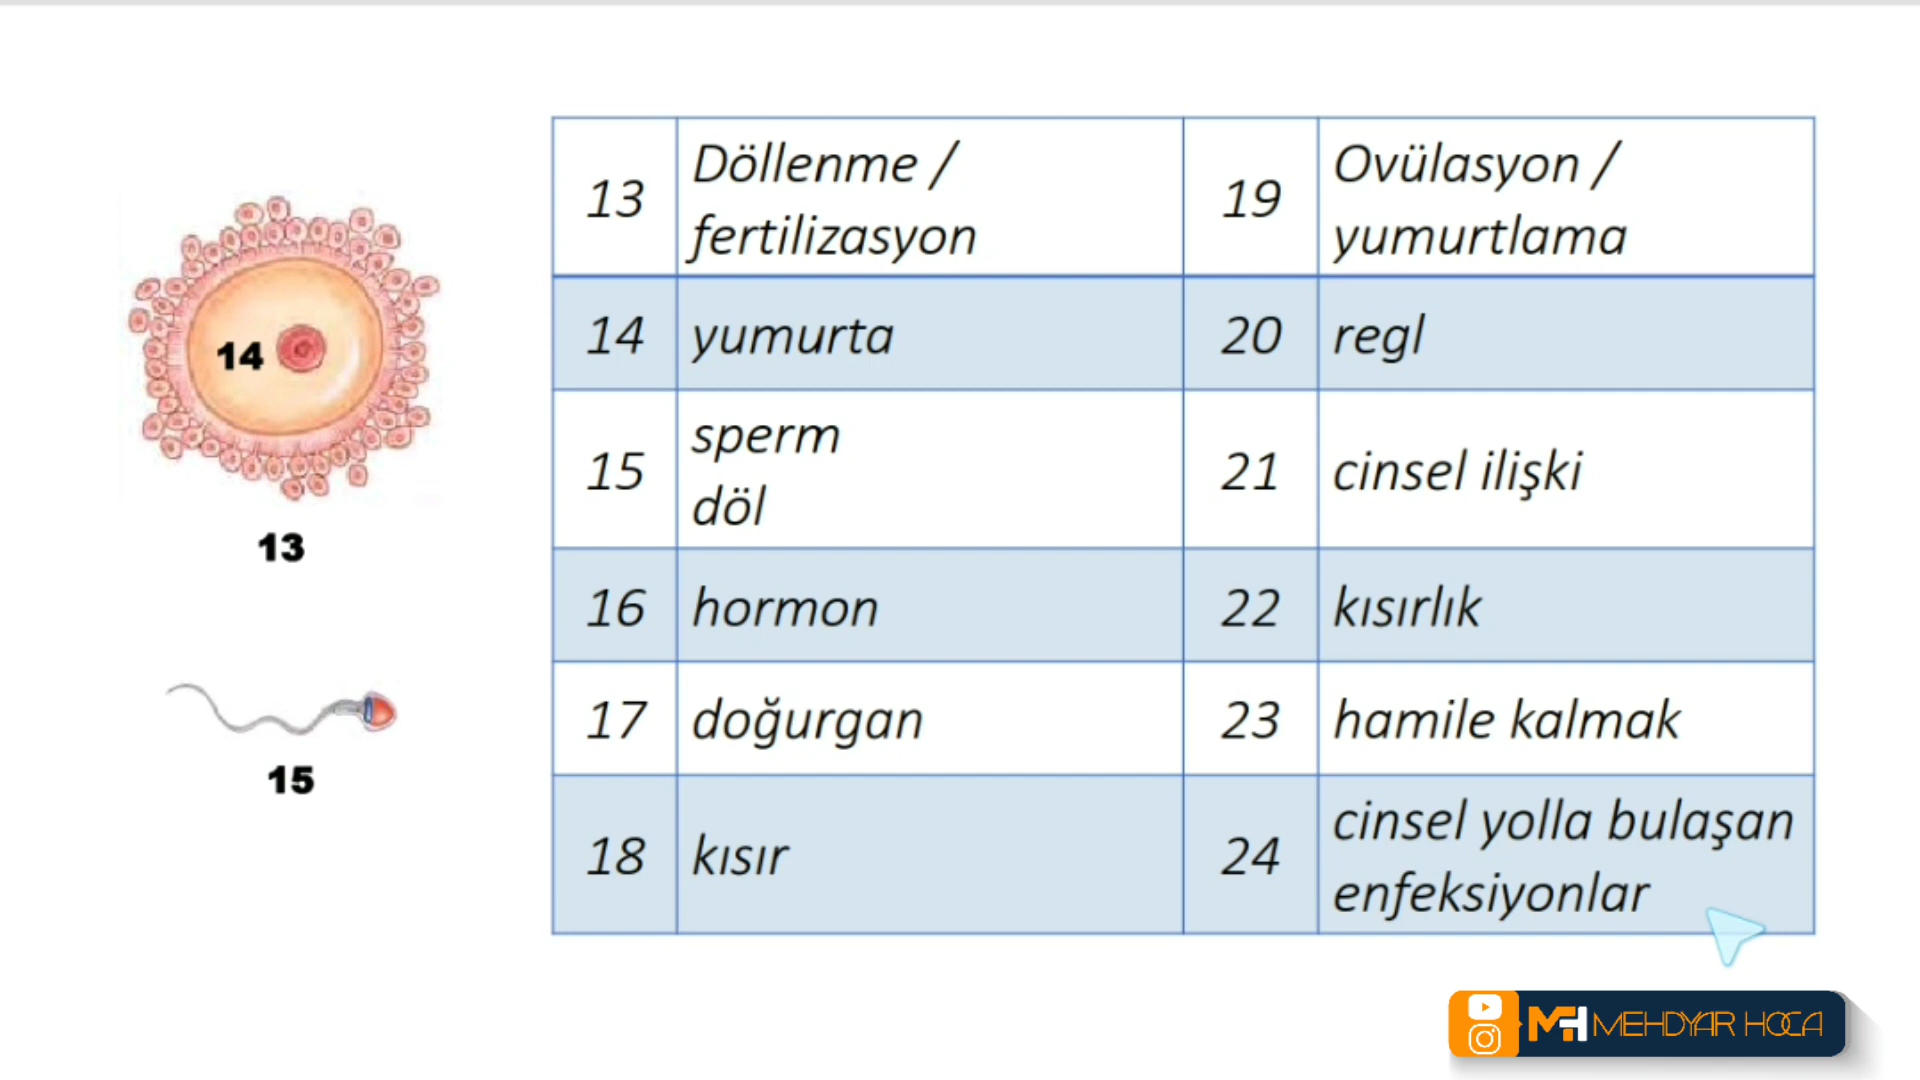 14
13
15
13 Döllenme / 19 Ovülasyon /
fertilizasyon yumurtlama
14 yumurta 20 regl
15 sperm 21 cinsel ilişki
döl
16 hormon 22 kısırlık
17 doğurgan 23 hamile kalmak
18 kısır 24 cinsel yolla bulaşan
enfeksiyonlar
MH MEHDYAR HOCA